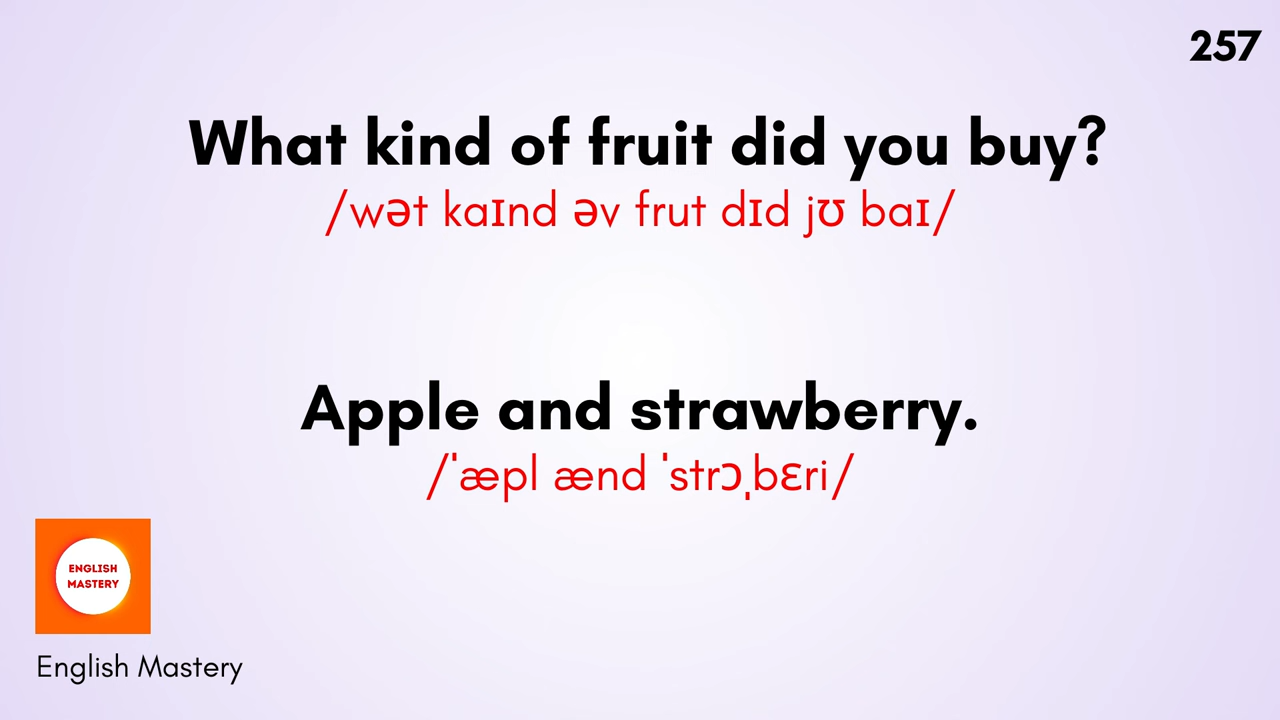 257
What kind of fruit did you buy?
/wət kaɪnd əv frut dɪd jʊ baɪ/
Apple and strawberry.
/ˈæpl ænd ˈstrɔˌbɛri/
ENGLISH
MASTERY
English Mastery